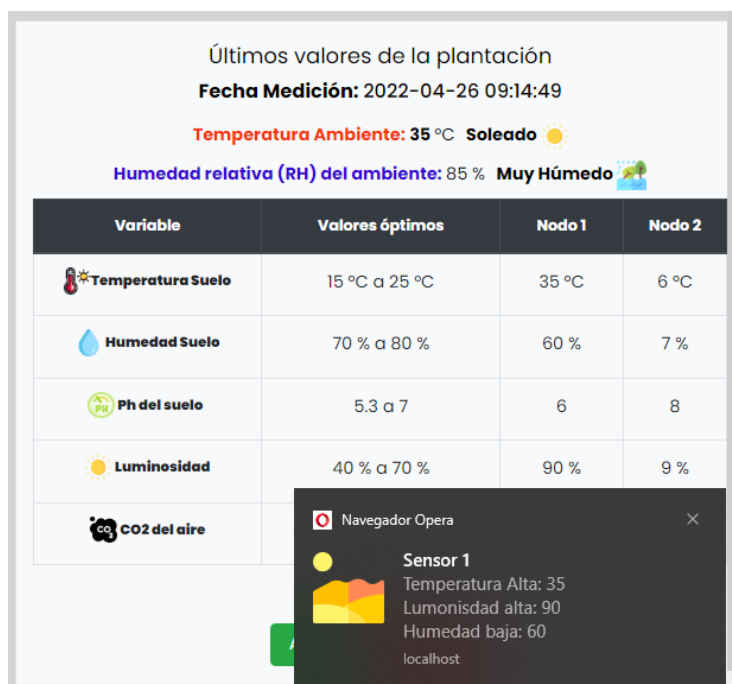 Últimos valores de la plantación
Fecha Medición: 2022-04-26 09:14:49
Temperatura Ambiente: 35 °C Soleado
Humedad relativa (RH) del ambiente: 85 % Muy Húmedo
Variable Valores óptimos Nodo 1 Nodo 2
Temperatura Suelo 15 °C a 25 °C 35 °C 6 °C
Humedad Suelo 70 % a 80 % 60 % 7 %
PH Ph del suelo 5.3 a 7 6 8
Luminosidad 40 % a 70 % 90 % 9 %
CO2 CO2 del aire
Navegador Opera
Sensor 1
Temperatura Alta: 35
Lumonisdad alta: 90
Humedad baja: 60
localhost